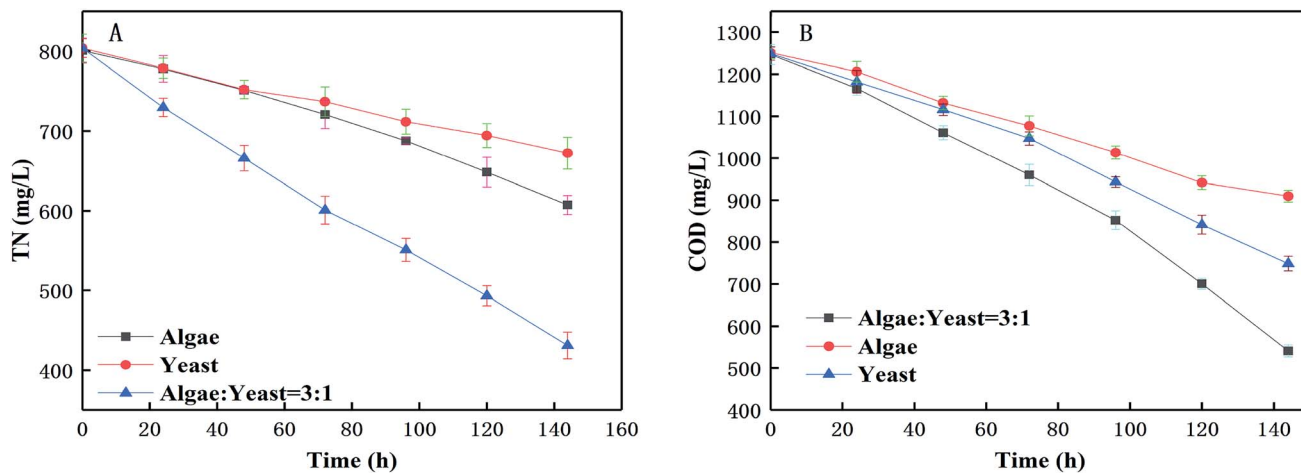 A
TN (mg/L)
800
700
600
500
400
Algae
Yeast
Algae:Yeast=3:1
0 20 40 60 80 100 120 140 160
Time (h)
B
COD (mg/L)
1300
1200
1100
1000
900
800
700
600
500
400
Algae:Yeast=3:1
Algae
Yeast
0 20 40 60 80 100 120 140
Time (h)